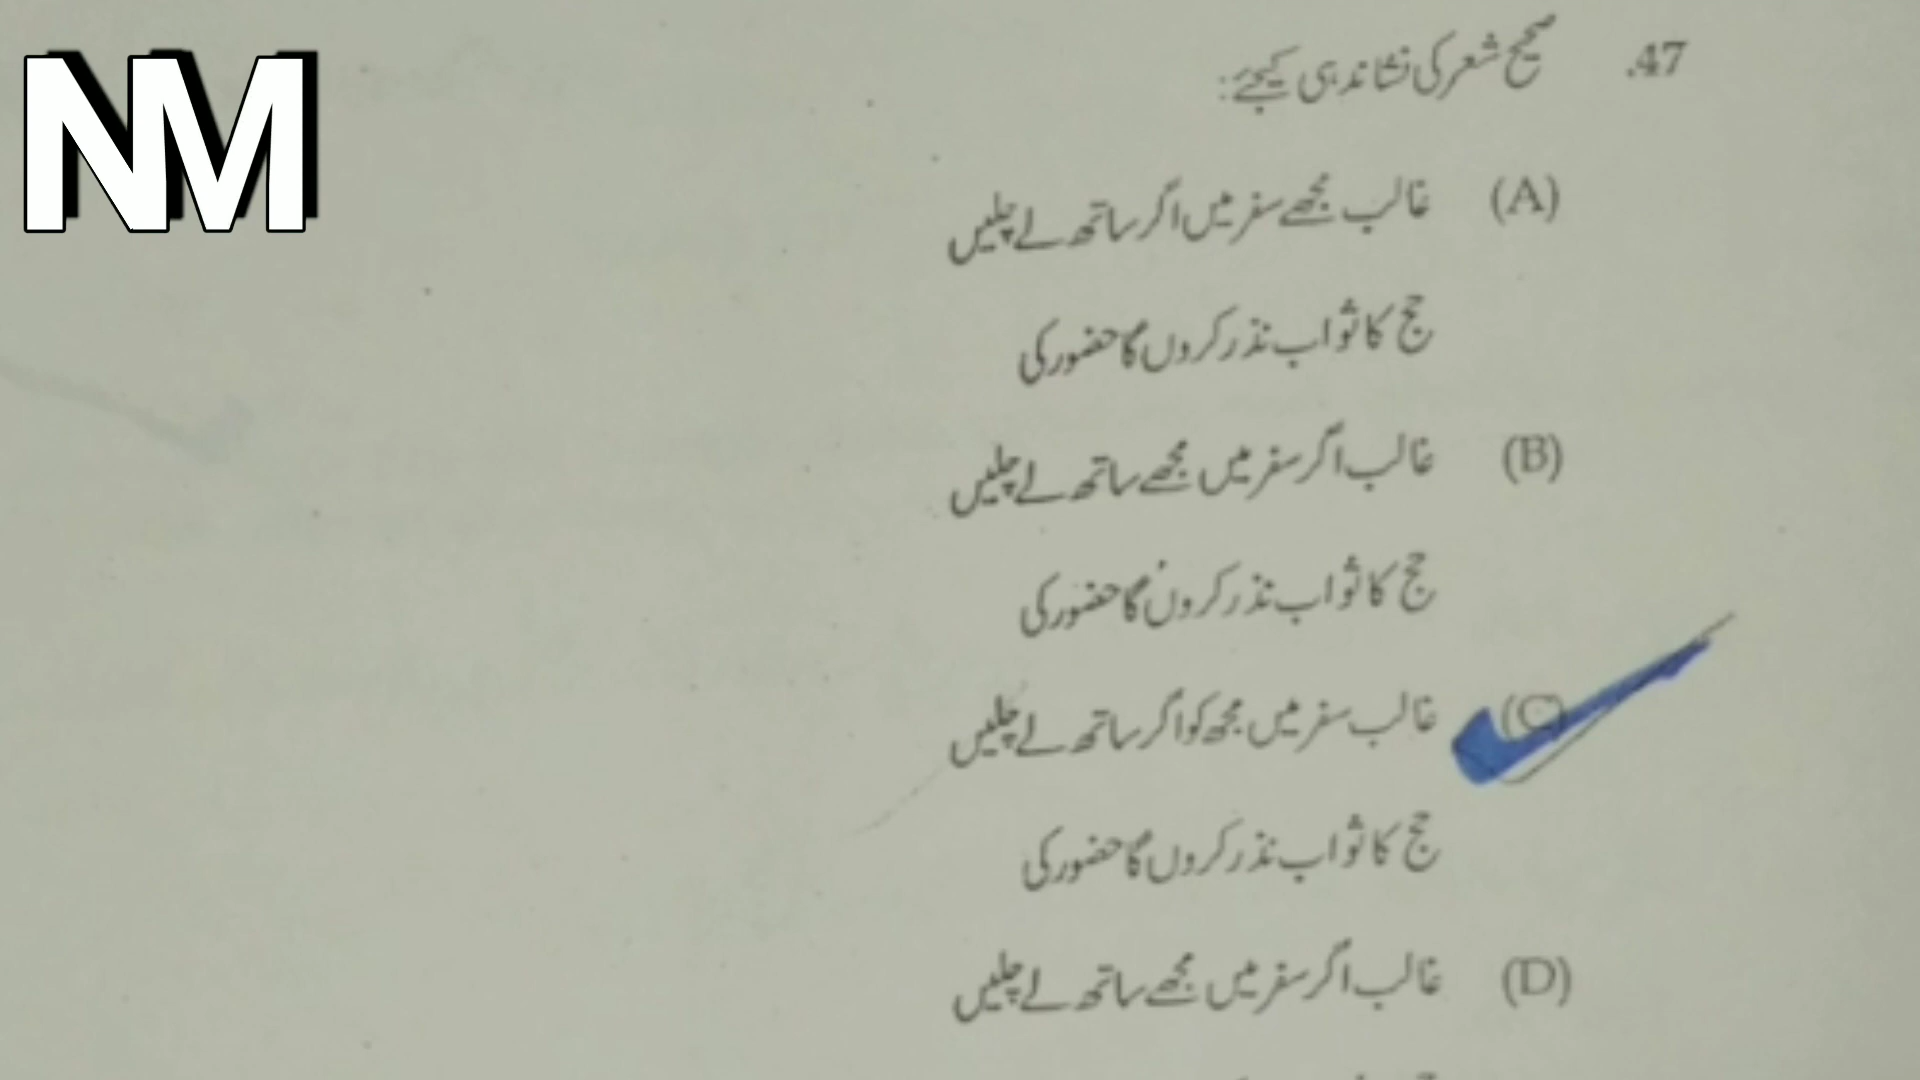 NM
47. صحیح شعر کی نشاندہی کیجئے:
(A) غالب مجھے سفر میں اگر ساتھ لے چلیں
حج کا ثواب نذر کروں گا حضور کی
(B) غالب اگر سفر میں مجھے ساتھ لے چلیں
حج کا ثواب نذر کروں گا حضور کی
(C) غالب سفر میں مجھ کو اگر ساتھ لے چلیں
حج کا ثواب نذر کروں گا حضور کی
(D) غالب اگر سفر میں مجھے ساتھ لے چلیں